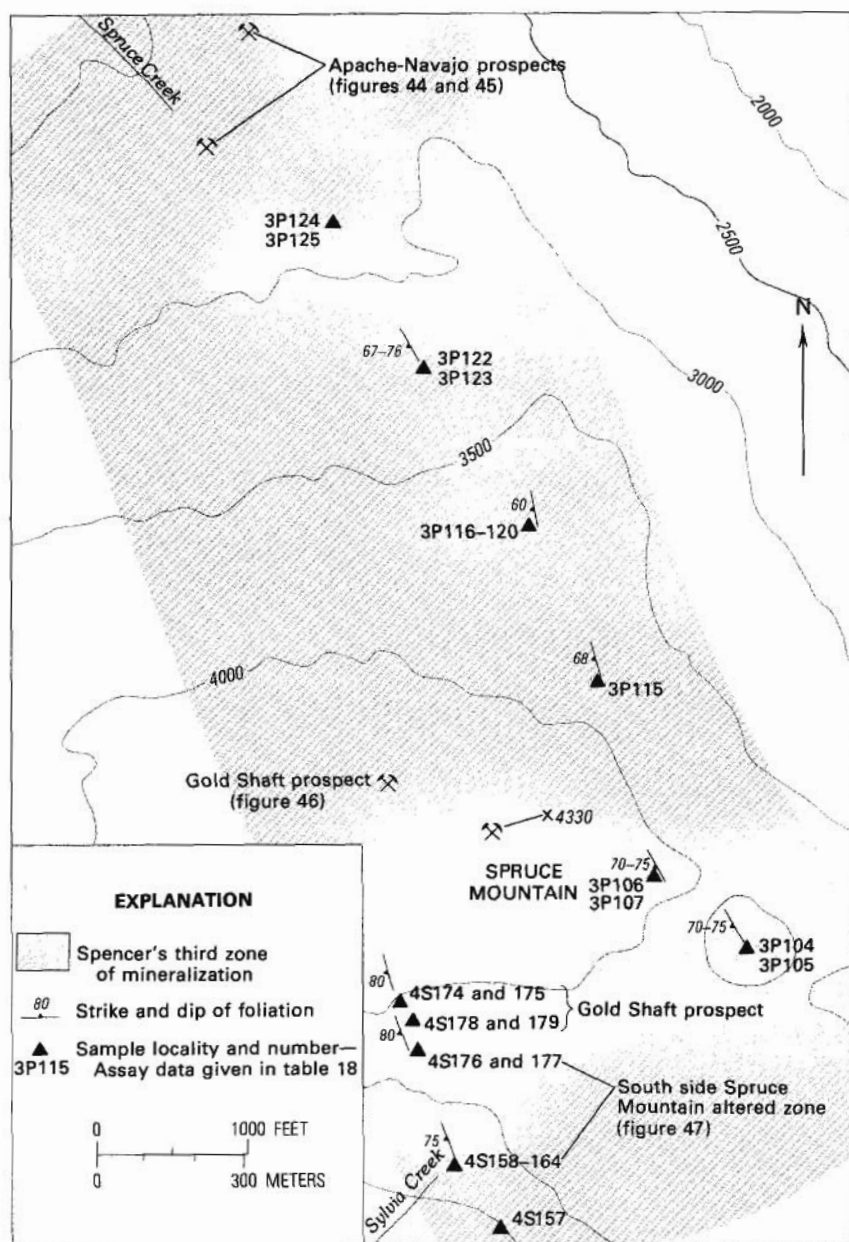 Spruce Creek
Apache-Navajo prospects
(figures 44 and 45)
2000
2500
3P124
3P125
N
67–76
3P122
3P123
3000
3500
60
3P116–120
68
3P115
4000
Gold Shaft prospect
(figure 46)
x 4330
SPRUCE
MOUNTAIN
70–75
3P106
3P107
70–75
3P104
3P105
80
4S174 and 175
4S178 and 179
Gold Shaft prospect
80
4S176 and 177
South side Spruce
Mountain altered zone
(figure 47)
75
4S158–164
Sylvia Creek
4S157
EXPLANATION
Spencer's third zone
of mineralization
80
Strike and dip of foliation
3P115
Sample locality and number—
Assay data given in table 18
0 1000 FEET
0 300 METERS